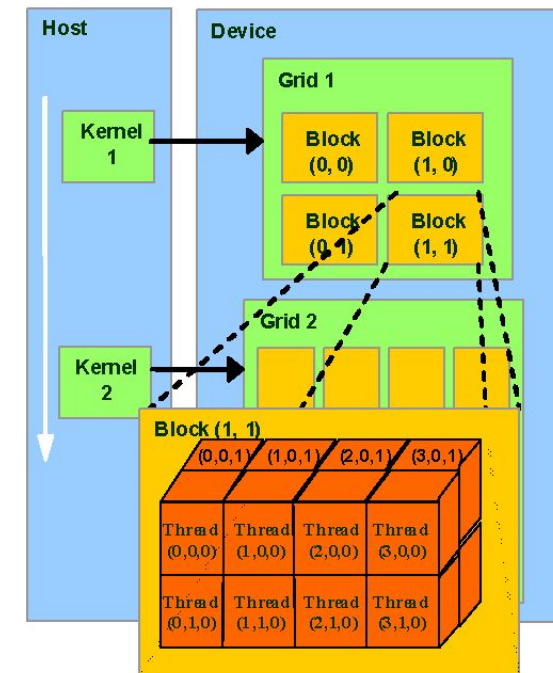 Host
Device
Grid 1
Kernel
1
Block
(0, 0)
Block
(1, 0)
Block
(0, 1)
Block
(1, 1)
Grid 2
Kernel
2
Block (1, 1)
(0,0,1) (1,0,1) (2,0,1) (3,0,1)
Thread
(0,0,0)
Thread
(1,0,0)
Thread
(2,0,0)
Thread
(3,0,0)
Thread
(0,1,0)
Thread
(1,1,0)
Thread
(2,1,0)
Thread
(3,1,0)